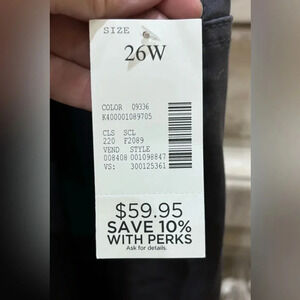 SIZE
26W
COLOR 09336
K400001089705
CLS SCL
220 F2089
VEND STYLE
008408 001098847
VS: 300125361
$59.95
SAVE 10%
WITH PERKS
Ask for details.